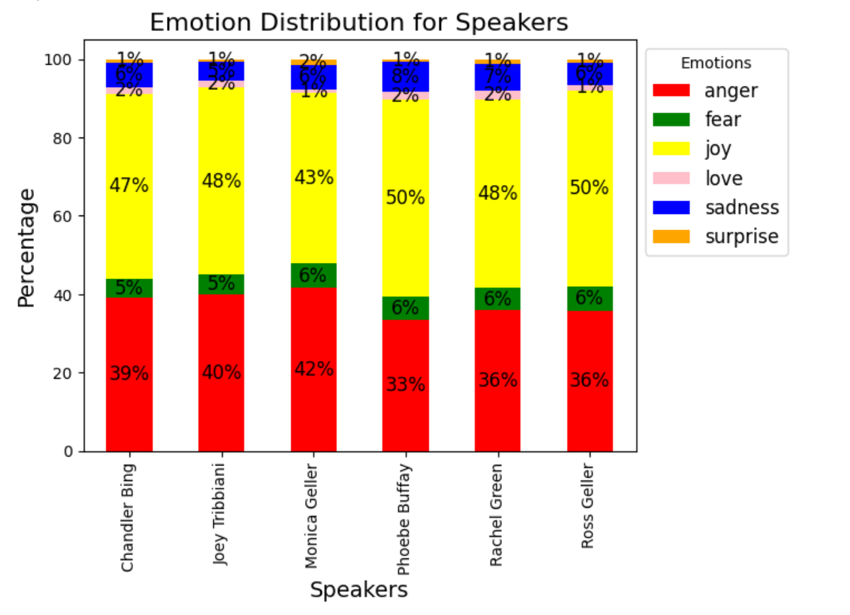 Emotion Distribution for Speakers
Percentage
100
80
60
40
20
0
1% 1% 2% 1% 1% 1%
6% 5% 6% 8% 7% 6%
2% 2% 1% 2% 2% 1%
47% 48% 43% 50% 48% 50%
5% 5% 6% 6% 6% 6%
39% 40% 42% 33% 36% 36%
Chandler Bing
Joey Tribbiani
Monica Geller
Phoebe Buffay
Rachel Green
Ross Geller
Speakers
Emotions
anger
fear
joy
love
sadness
surprise